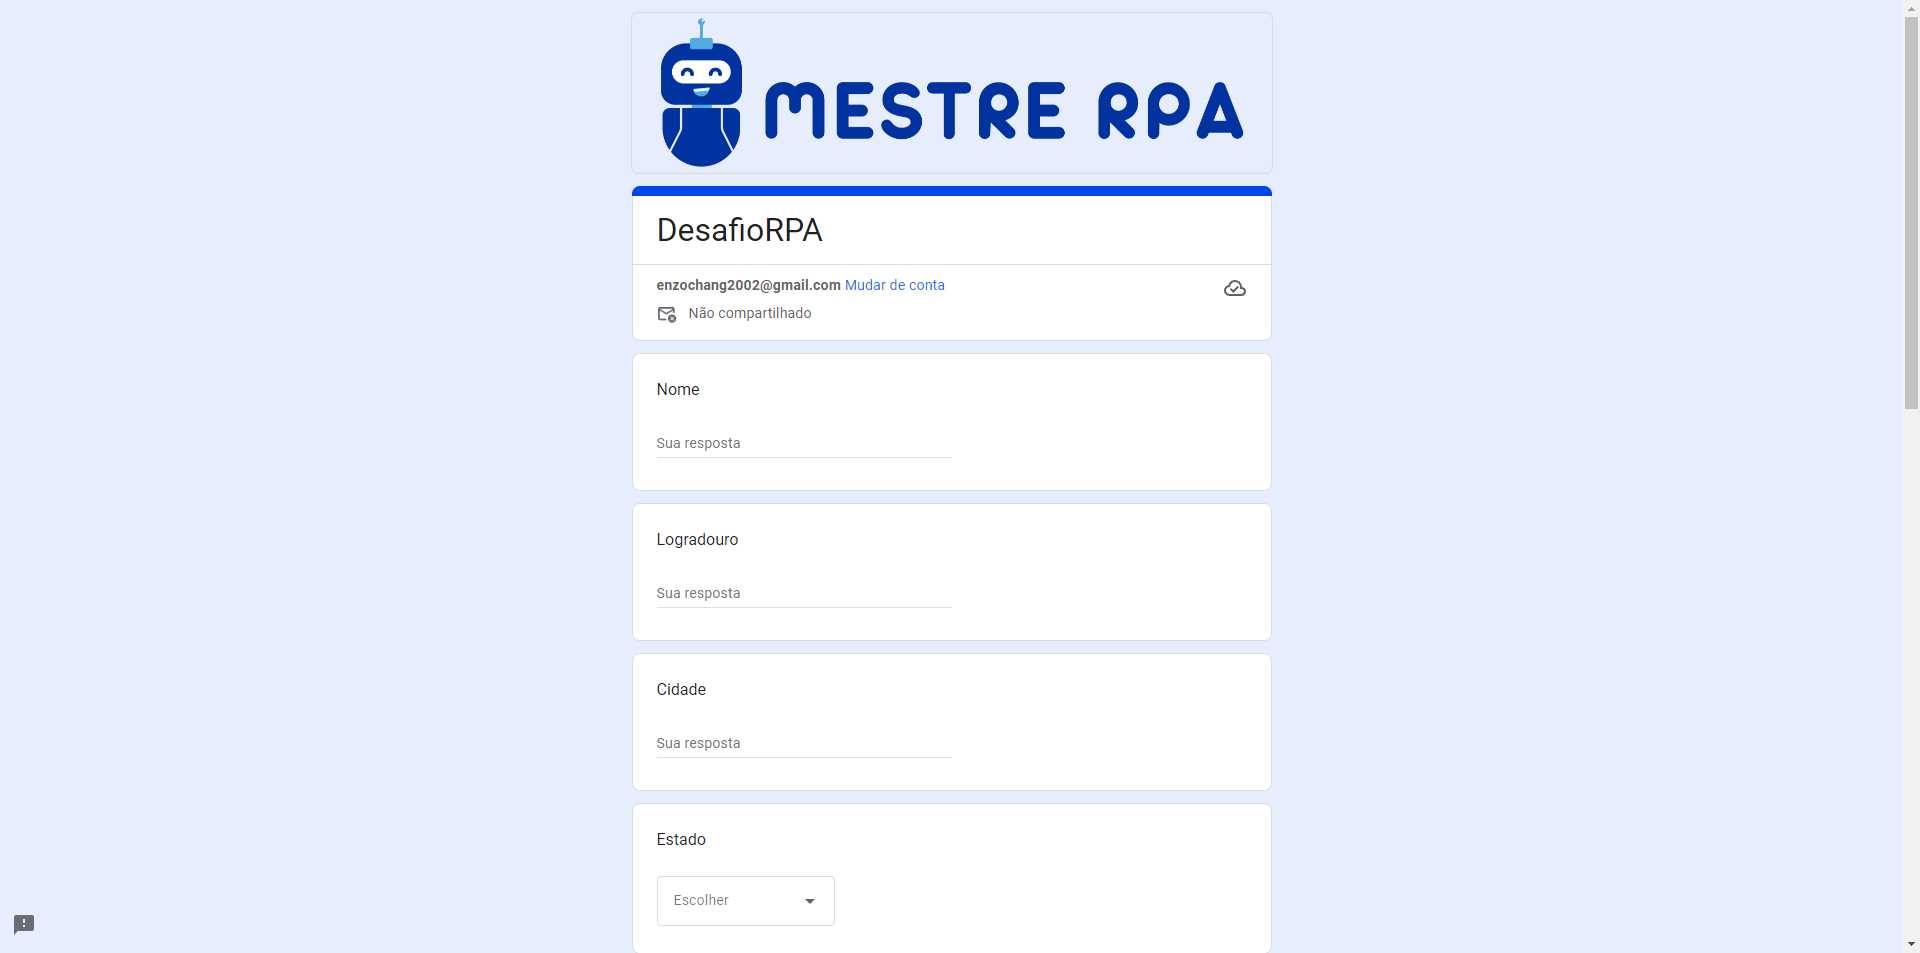 MESTRE RPA
DesafioRPA
enzochang2002@gmail.com Mudar de conta
Não compartilhado
Nome
Sua resposta
Logradouro
Sua resposta
Cidade
Sua resposta
Estado
Escolher